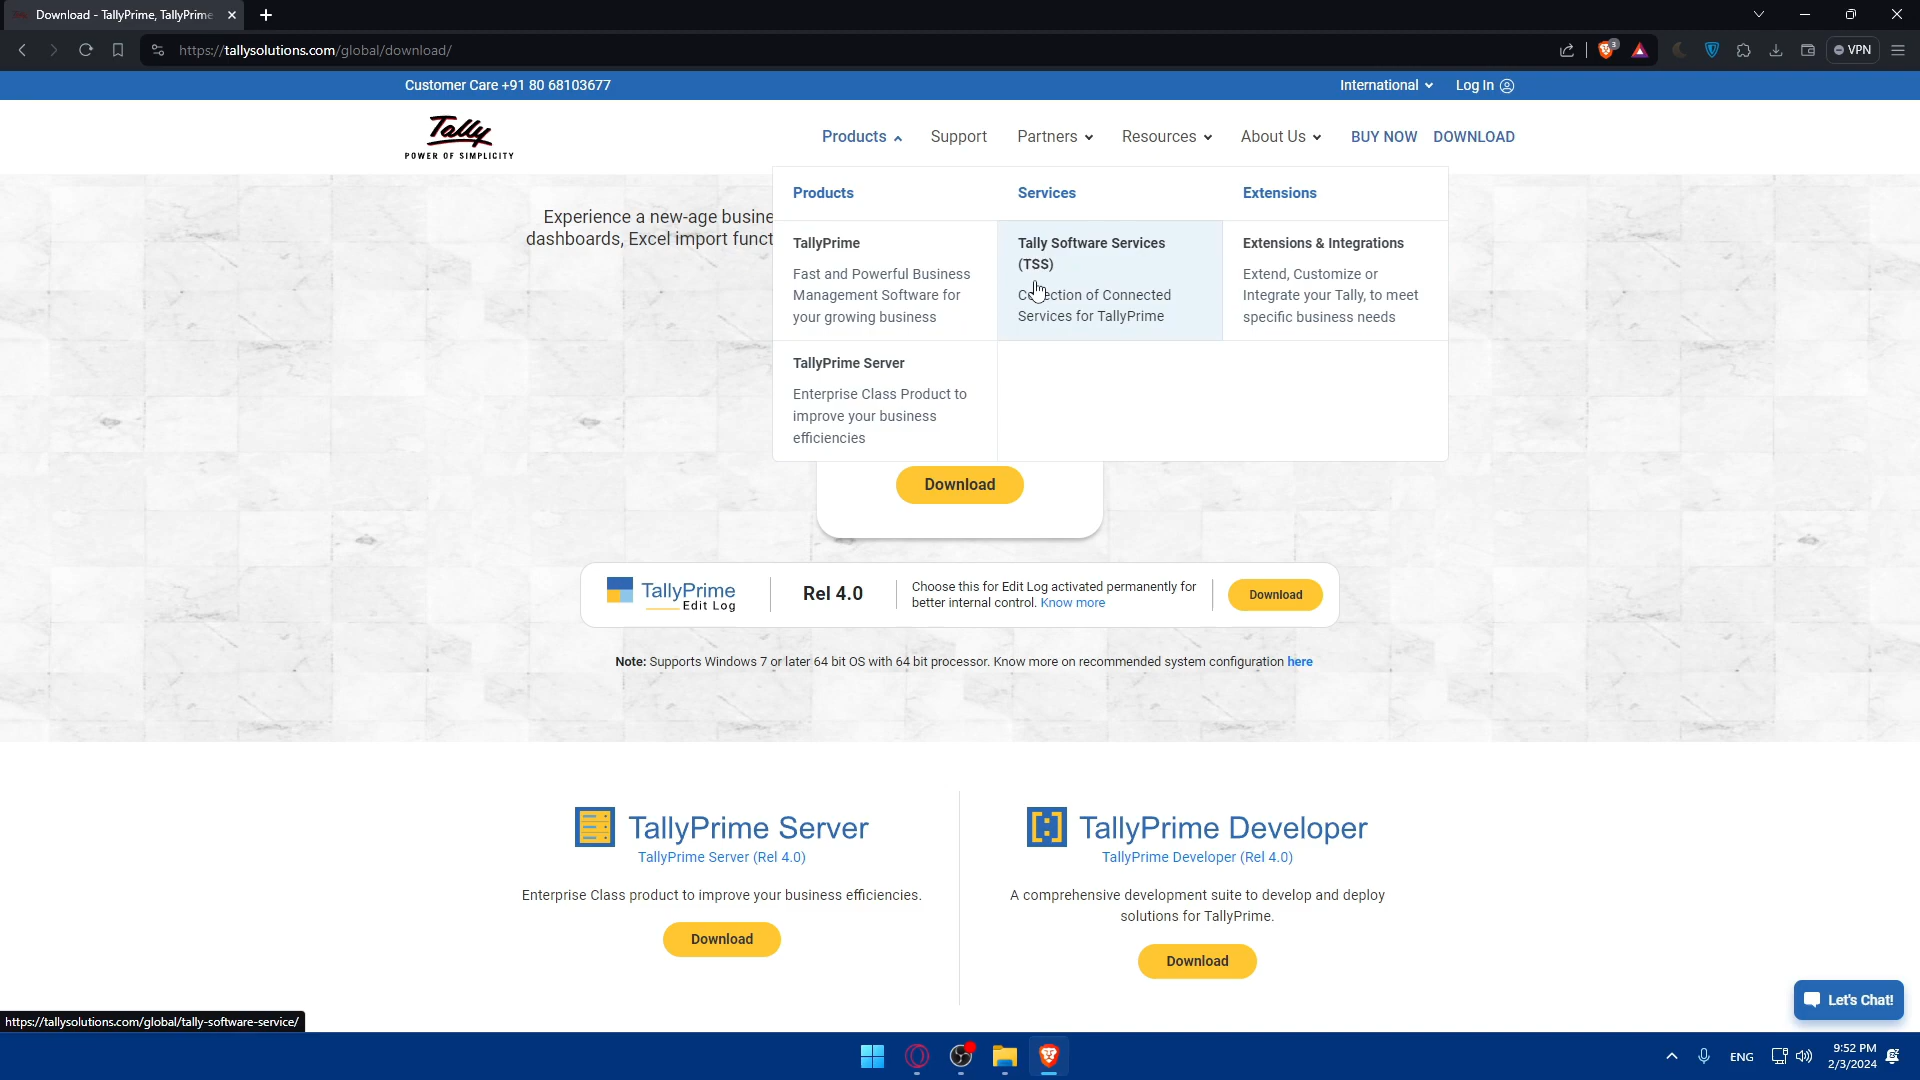 Download - TallyPrime, TallyPrime
https://tallysolutions.com/global/download/
3
VPN
Customer Care +91 80 68103677
International
Log In
Tally
POWER OF SIMPLICITY
Products
Support
Partners
Resources
About Us
BUY NOW
DOWNLOAD
Products
Services
Extensions
Experience a new-age busine
dashboards, Excel import funct
TallyPrime
Fast and Powerful Business
Management Software for
your growing business
Tally Software Services
(TSS)
Collection of Connected
Services for TallyPrime
Extensions & Integrations
Extend, Customize or
Integrate your Tally, to meet
specific business needs
TallyPrime Server
Enterprise Class Product to
improve your business
efficiencies
Download
TallyPrime
Edit Log
Rel 4.0
Choose this for Edit Log activated permanently for
better internal control. Know more
Download
Note: Supports Windows 7 or later 64 bit OS with 64 bit processor. Know more on recommended system configuration here
TallyPrime Server
TallyPrime Server (Rel 4.0)
Enterprise Class product to improve your business efficiencies.
Download
TallyPrime Developer
TallyPrime Developer (Rel 4.0)
A comprehensive development suite to develop and deploy
solutions for TallyPrime.
Download
Let's Chat!
https://tallysolutions.com/global/tally-software-service/
ENG
9:52 PM
2/3/2024